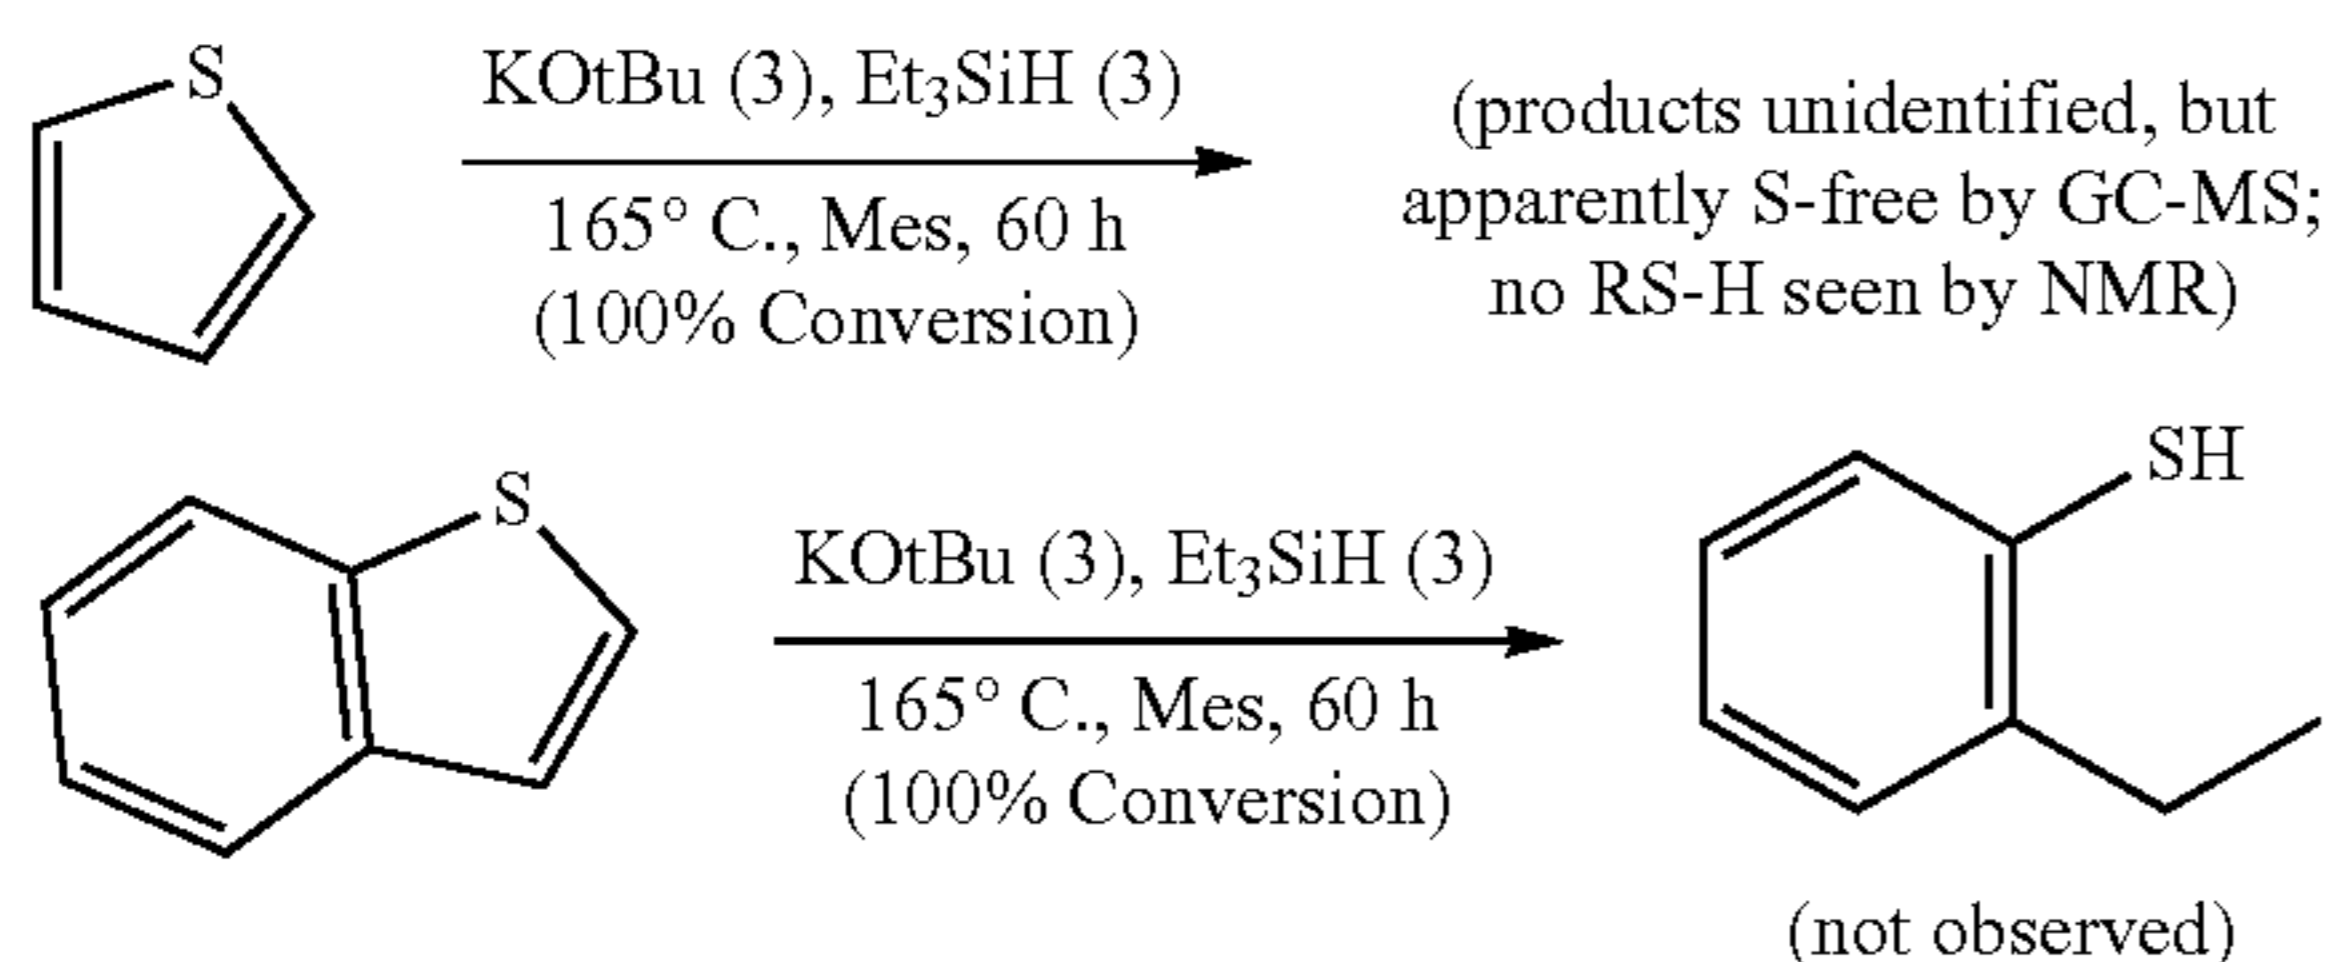 S
KOtBu (3), Et₃SiH (3)
165° C., Mes, 60 h
(100% Conversion)
(products unidentified, but
apparently S-free by GC-MS;
no RS-H seen by NMR)
S
KOtBu (3), Et₃SiH (3)
165° C., Mes, 60 h
(100% Conversion)
SH
(not observed)